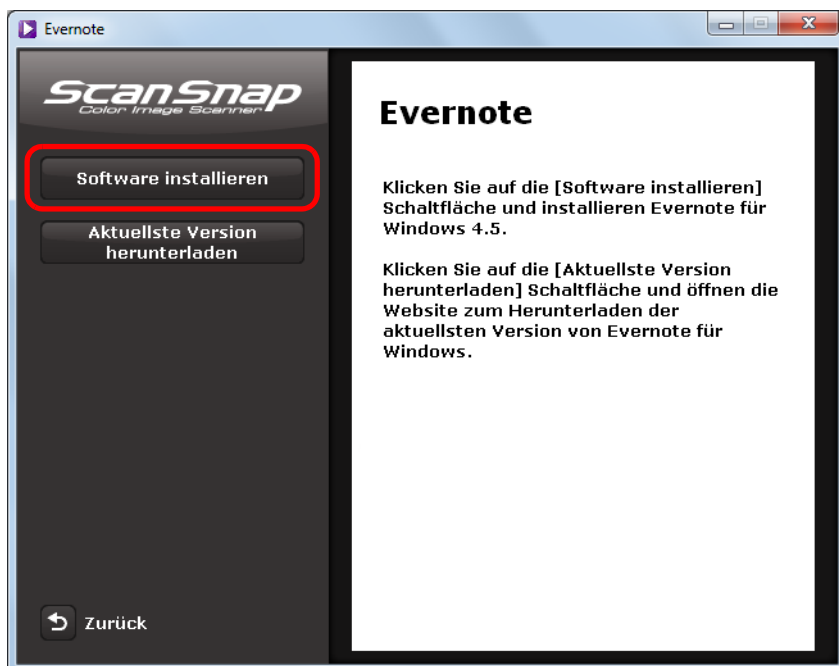 Evernote
ScanSnap
Color Image Scanner
Software installieren
Aktuellste Version
herunterladen
Zurück
Evernote
Klicken Sie auf die [Software installieren]
Schaltfläche und installieren Evernote für
Windows 4.5.
Klicken Sie auf die [Aktuellste Version
herunterladen] Schaltfläche und öffnen die
Website zum Herunterladen der
aktuellsten Version von Evernote für
Windows.